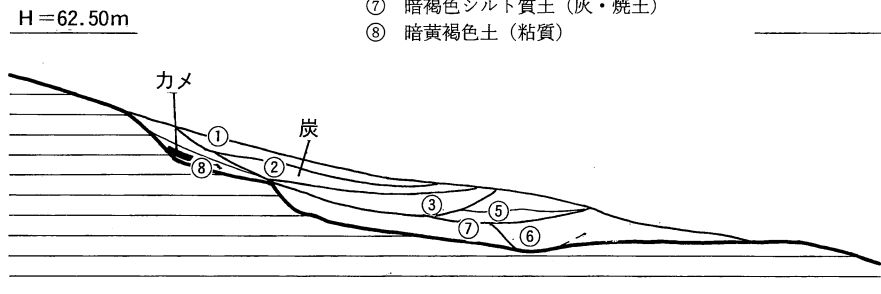 ⑦ 暗褐色シルト質土（灰・焼土）
H=62.50m
⑧ 暗黄褐色土（粘質）
カメ
炭
①
②
⑧
③
⑤
⑦
⑥